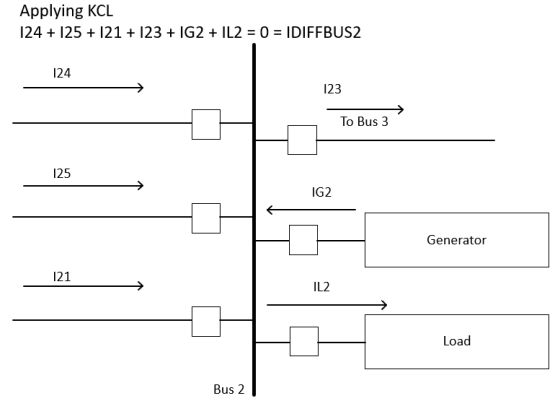 Applying KCL
I24 + I25 + I21 + I23 + IG2 + IL2 = 0 = IDIFFBUS2
I24
I23
To Bus 3
I25
IG2
Generator
I21
IL2
Load
Bus 2